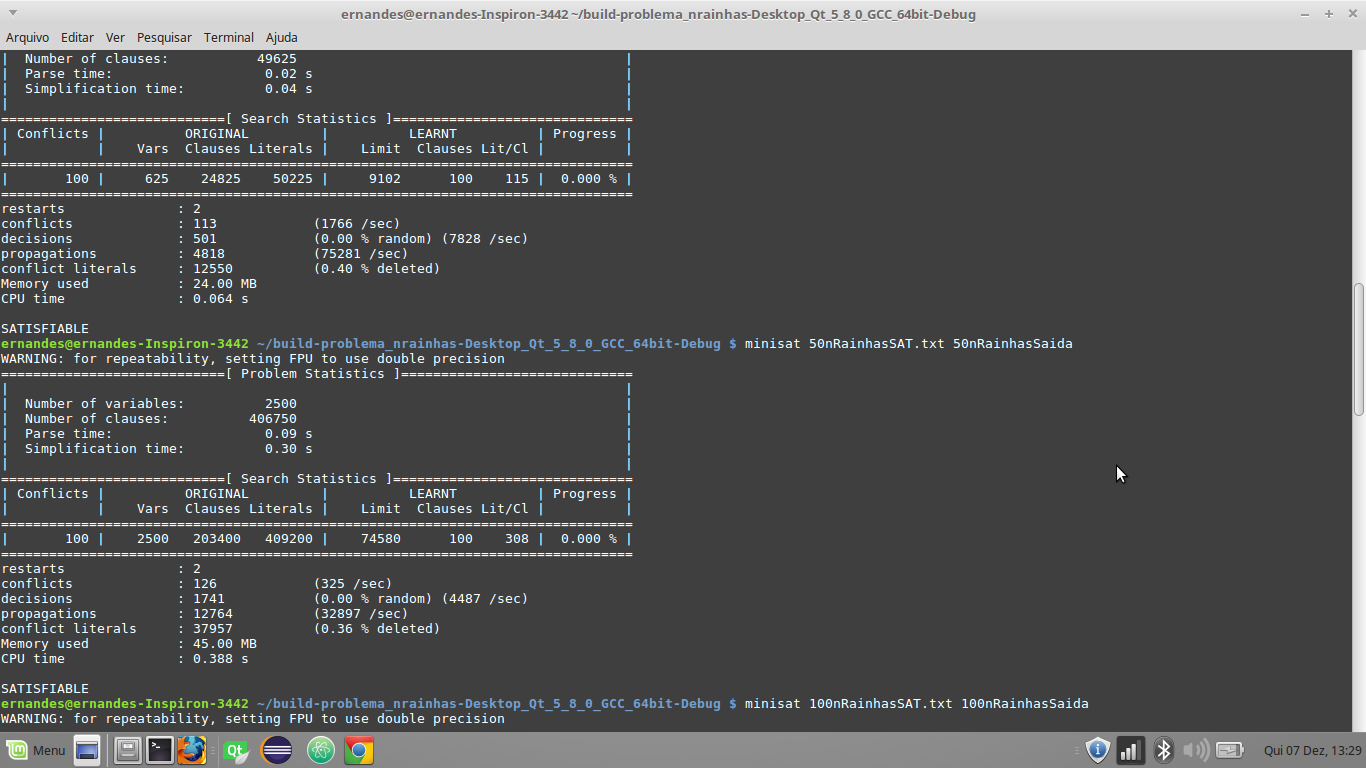 ernandes@ernandes-Inspiron-3442 ~/build-problema_nrainhas-Desktop_Qt_5_8_0_GCC_64bit-Debug
Arquivo Editar Ver Pesquisar Terminal Ajuda
|  Number of clauses:           49625                                         |
|  Parse time:                   0.02 s                                       |
|  Simplification time:          0.04 s                                       |
|                                                                             |
============================[ Search Statistics ]==============================
| Conflicts |          ORIGINAL         |          LEARNT          | Progress |
|           |    Vars  Clauses Literals |    Limit  Clauses Lit/Cl |          |
===============================================================================
|       100 |     625    24825    50225 |     9102      100    115 |  0.000 % |
===============================================================================
restarts              : 2
conflicts             : 113            (1766 /sec)
decisions             : 501            (0.00 % random) (7828 /sec)
propagations          : 4818           (75281 /sec)
conflict literals     : 12550          (0.40 % deleted)
Memory used           : 24.00 MB
CPU time              : 0.064 s
SATISFIABLE
ernandes@ernandes-Inspiron-3442 ~/build-problema_nrainhas-Desktop_Qt_5_8_0_GCC_64bit-Debug $ minisat 50nRainhasSAT.txt 50nRainhasSaida
WARNING: for repeatability, setting FPU to use double precision
============================[ Problem Statistics ]=============================
|                                                                             |
|  Number of variables:          2500                                         |
|  Number of clauses:          406750                                         |
|  Parse time:                   0.09 s                                       |
|  Simplification time:          0.30 s                                       |
|                                                                             |
============================[ Search Statistics ]==============================
| Conflicts |          ORIGINAL         |          LEARNT          | Progress |
|           |    Vars  Clauses Literals |    Limit  Clauses Lit/Cl |          |
===============================================================================
|       100 |    2500   203400   409200 |    74580      100    308 |  0.000 % |
===============================================================================
restarts              : 2
conflicts             : 126            (325 /sec)
decisions             : 1741           (0.00 % random) (4487 /sec)
propagations          : 12764          (32897 /sec)
conflict literals     : 37957          (0.36 % deleted)
Memory used           : 45.00 MB
CPU time              : 0.388 s
SATISFIABLE
ernandes@ernandes-Inspiron-3442 ~/build-problema_nrainhas-Desktop_Qt_5_8_0_GCC_64bit-Debug $ minisat 100nRainhasSAT.txt 100nRainhasSaida
WARNING: for repeatability, setting FPU to use double precision
Menu Qt Qui 07 Dez, 13:29